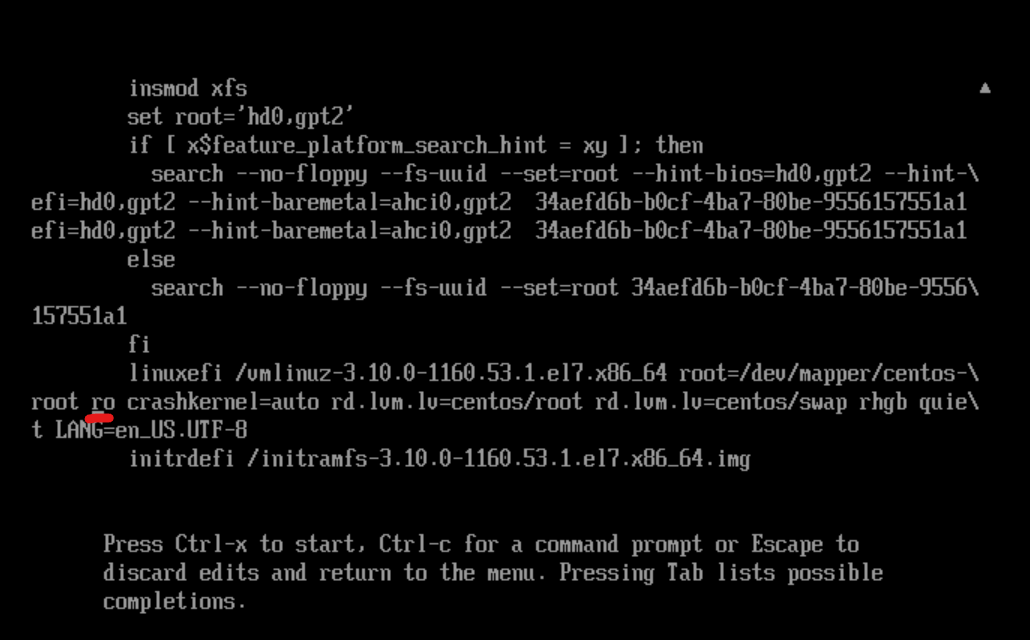 insmod xfs
set root='hd0,gpt2'
if [ x$feature_platform_search_hint = xy ]; then
search --no-floppy --fs-uuid --set=root --hint-bios=hd0,gpt2 --hint-\
efi=hd0,gpt2 --hint-baremetal=ahci0,gpt2  34aefd6b-b0cf-4ba7-80be-9556157551a1
efi=hd0,gpt2 --hint-baremetal=ahci0,gpt2  34aefd6b-b0cf-4ba7-80be-9556157551a1
else
search --no-floppy --fs-uuid --set=root 34aefd6b-b0cf-4ba7-80be-9556\
157551a1
fi
linuxefi /vmlinuz-3.10.0-1160.53.1.el7.x86_64 root=/dev/mapper/centos-\
root ro crashkernel=auto rd.lvm.lv=centos/root rd.lvm.lv=centos/swap rhgb quie\
t LANG=en_US.UTF-8
initrdefi /initramfs-3.10.0-1160.53.1.el7.x86_64.img
Press Ctrl-x to start, Ctrl-c for a command prompt or Escape to
discard edits and return to the menu. Pressing Tab lists possible
completions.